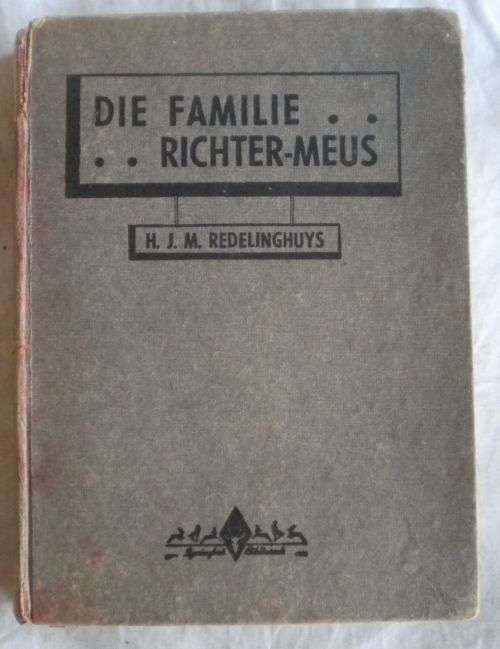 DIE FAMILIE . .
. . RICHTER-MEUS
H. J. M. REDELINGHUYS